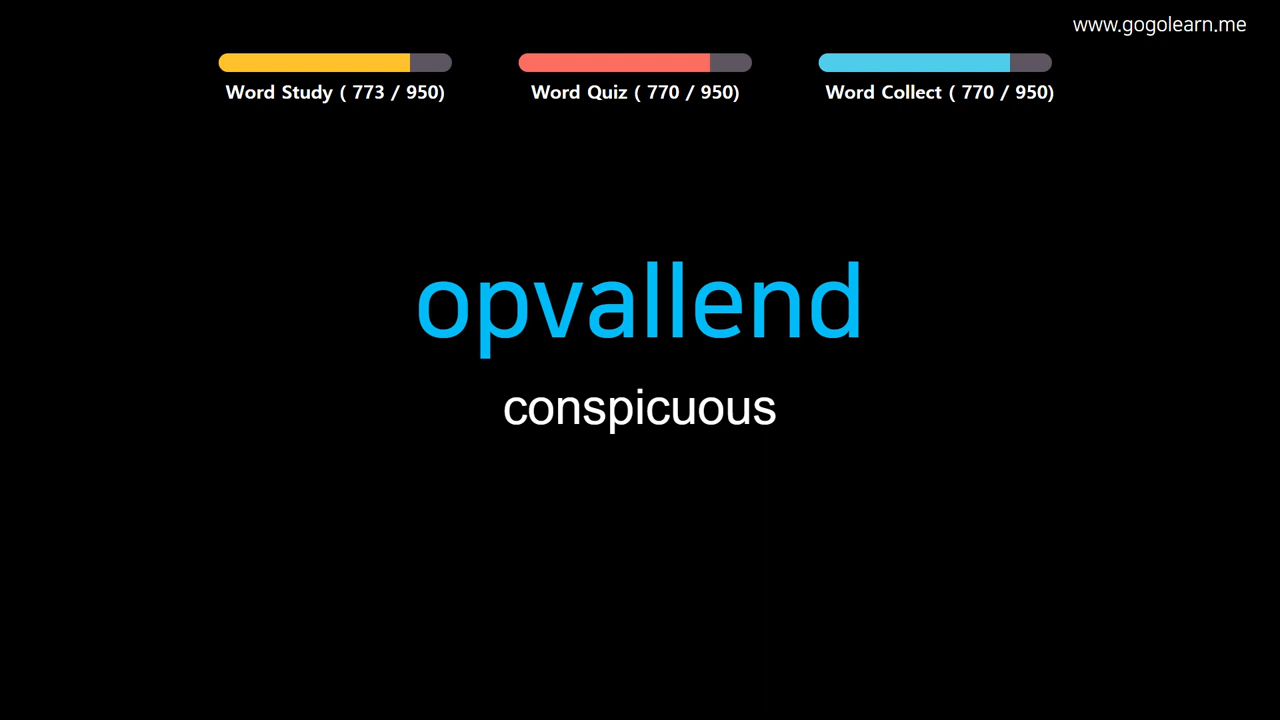 www.gogolearn.me
Word Study ( 773 / 950)
Word Quiz ( 770 / 950)
Word Collect ( 770 / 950)
opvallend
conspicuous